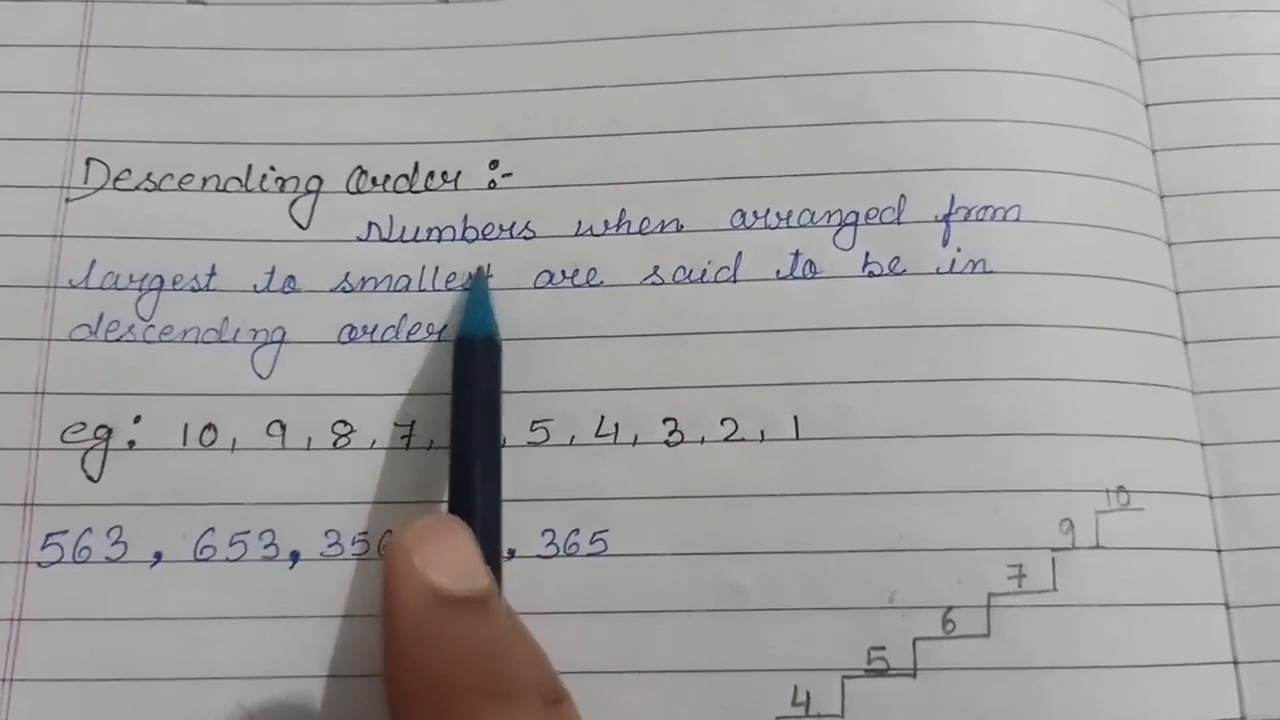 Descending Order :-
Numbers when arranged from
largest to smallest are said to be in
descending order
eg: 10, 9, 8, 7, , 5, 4, 3, 2, 1
563, 653, 356 , 365
10
9
7
6
5
4